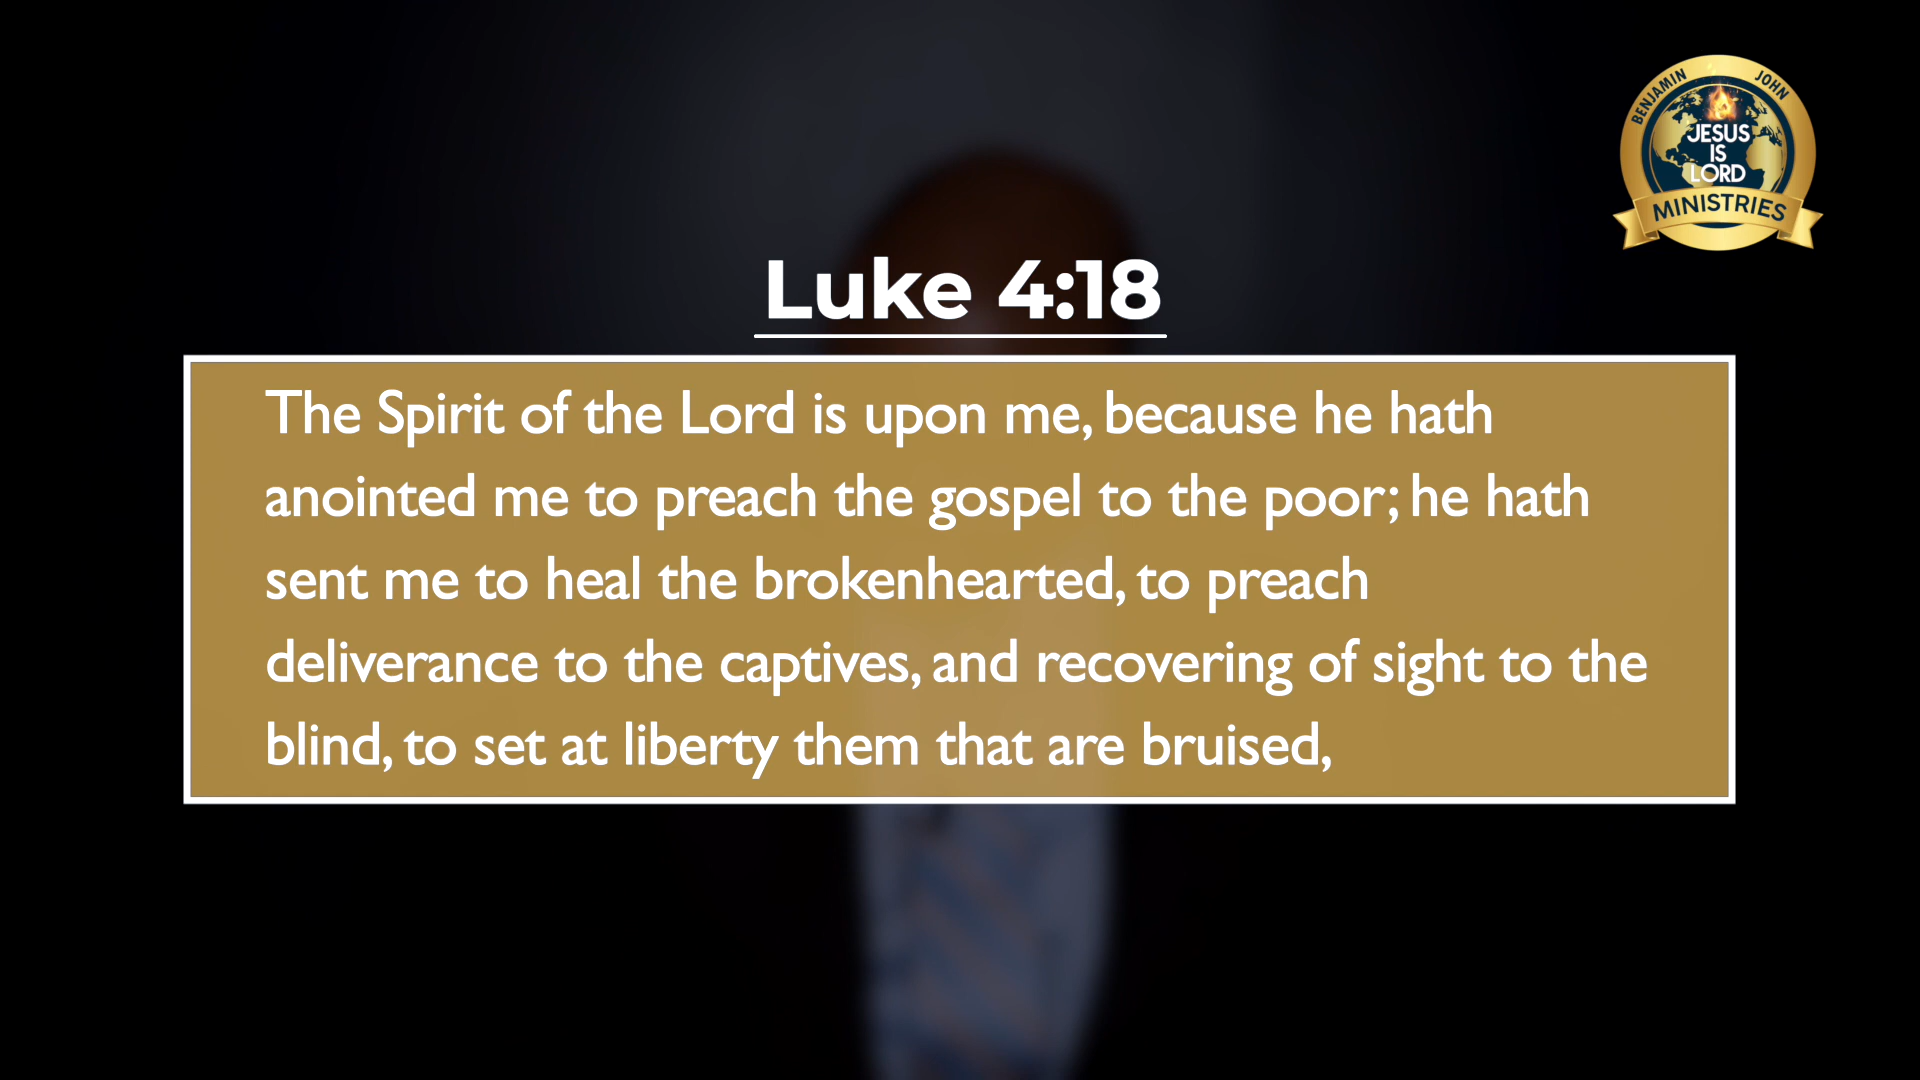 BENJAMIN JOHN
JESUS
IS
LORD
MINISTRIES
Luke 4:18
The Spirit of the Lord is upon me, because he hath
anointed me to preach the gospel to the poor; he hath
sent me to heal the brokenhearted, to preach
deliverance to the captives, and recovering of sight to the
blind, to set at liberty them that are bruised,